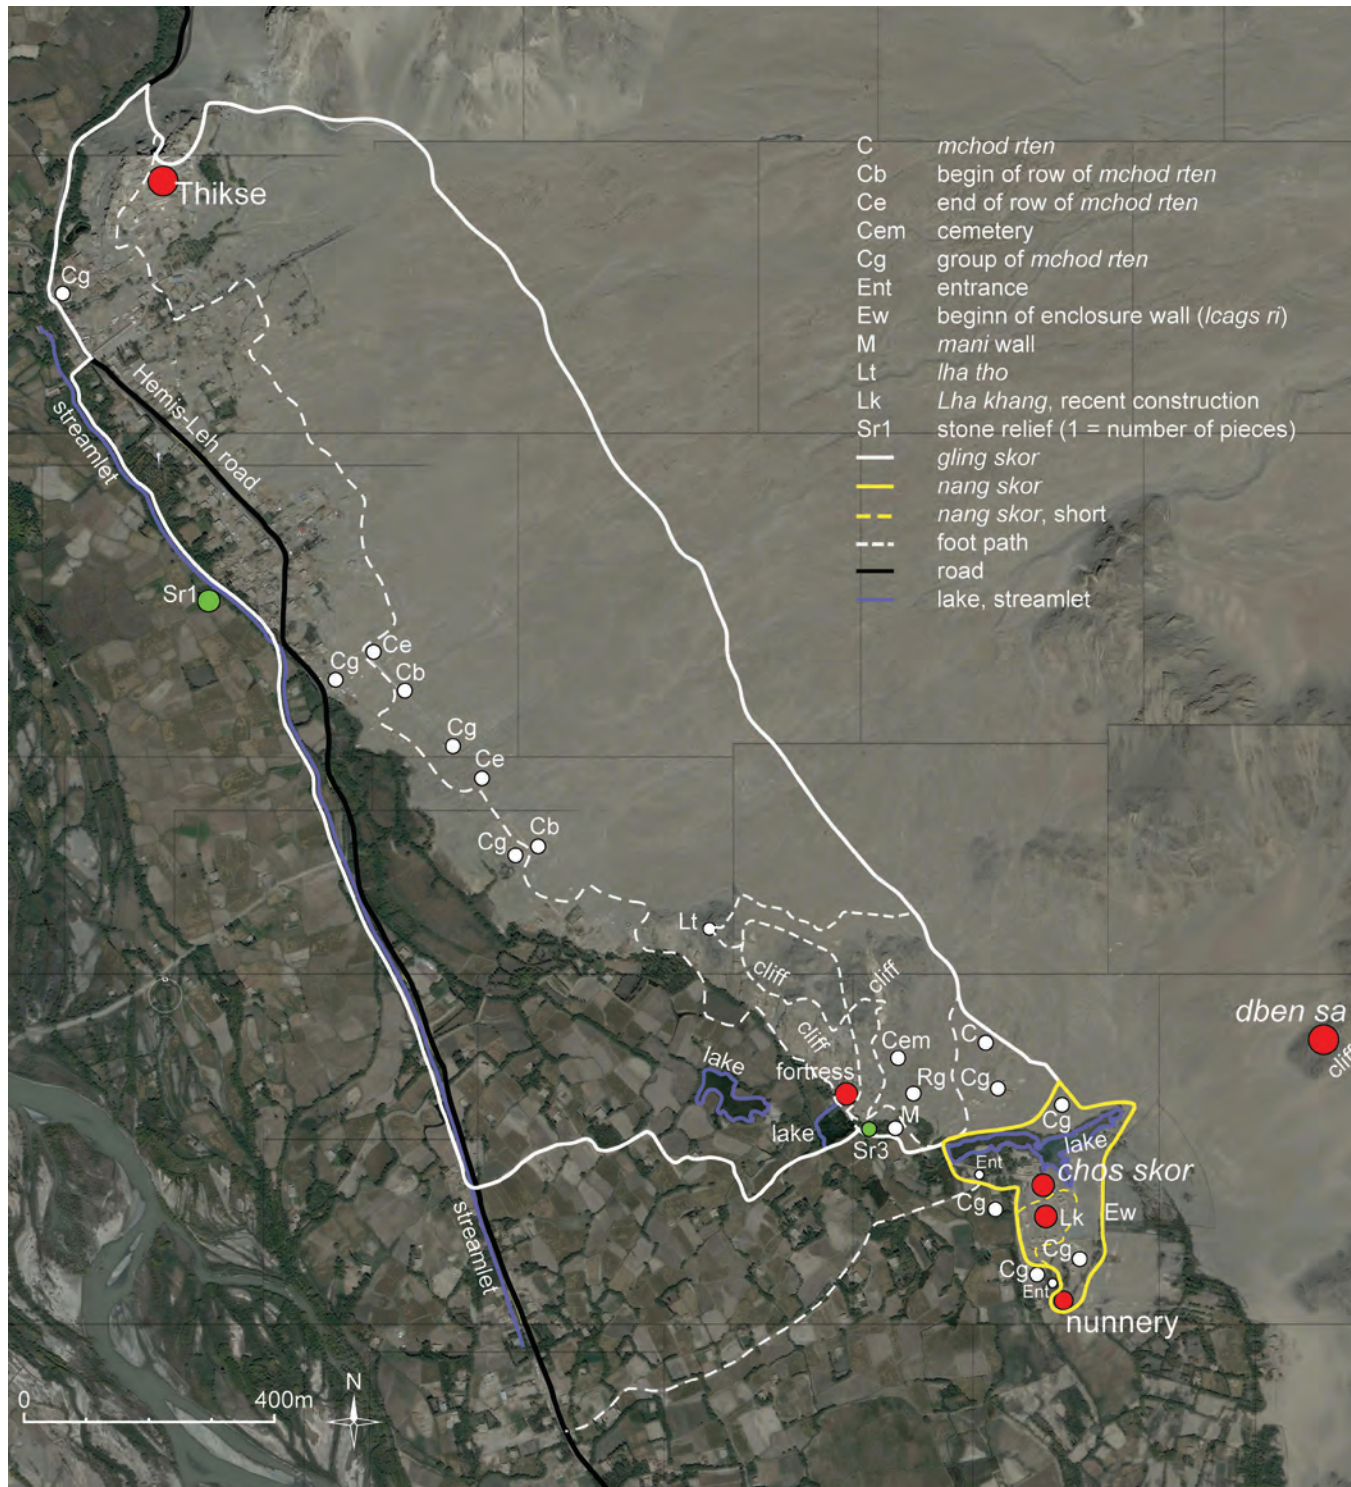 C mchod rten
Cb begin of row of mchod rten
Ce end of row of mchod rten
Cem cemetery
Cg group of mchod rten
Ent entrance
Ew beginn of enclosure wall (lcags ri)
M mani wall
Lt lha tho
Lk Lha khang, recent construction
Sr1 stone relief (1 = number of pieces)
gling skor
nang skor
nang skor, short
foot path
road
lake, streamlet
Thikse
Cg
Hemis-Leh road
streamlet
Sr1
Ce
Cg
Cb
Cg
Ce
Cb
Cg
Lt
cliff
cliff
cliff
dben sa
cliff
C
Cem
lake
fortress
Rg
Cg
M
Cg
lake
lake
Sr3
Ent
chos skor
Cg
Lk
Ew
streamlet
Cg
Cg
Ent
nunnery
0 400m
N